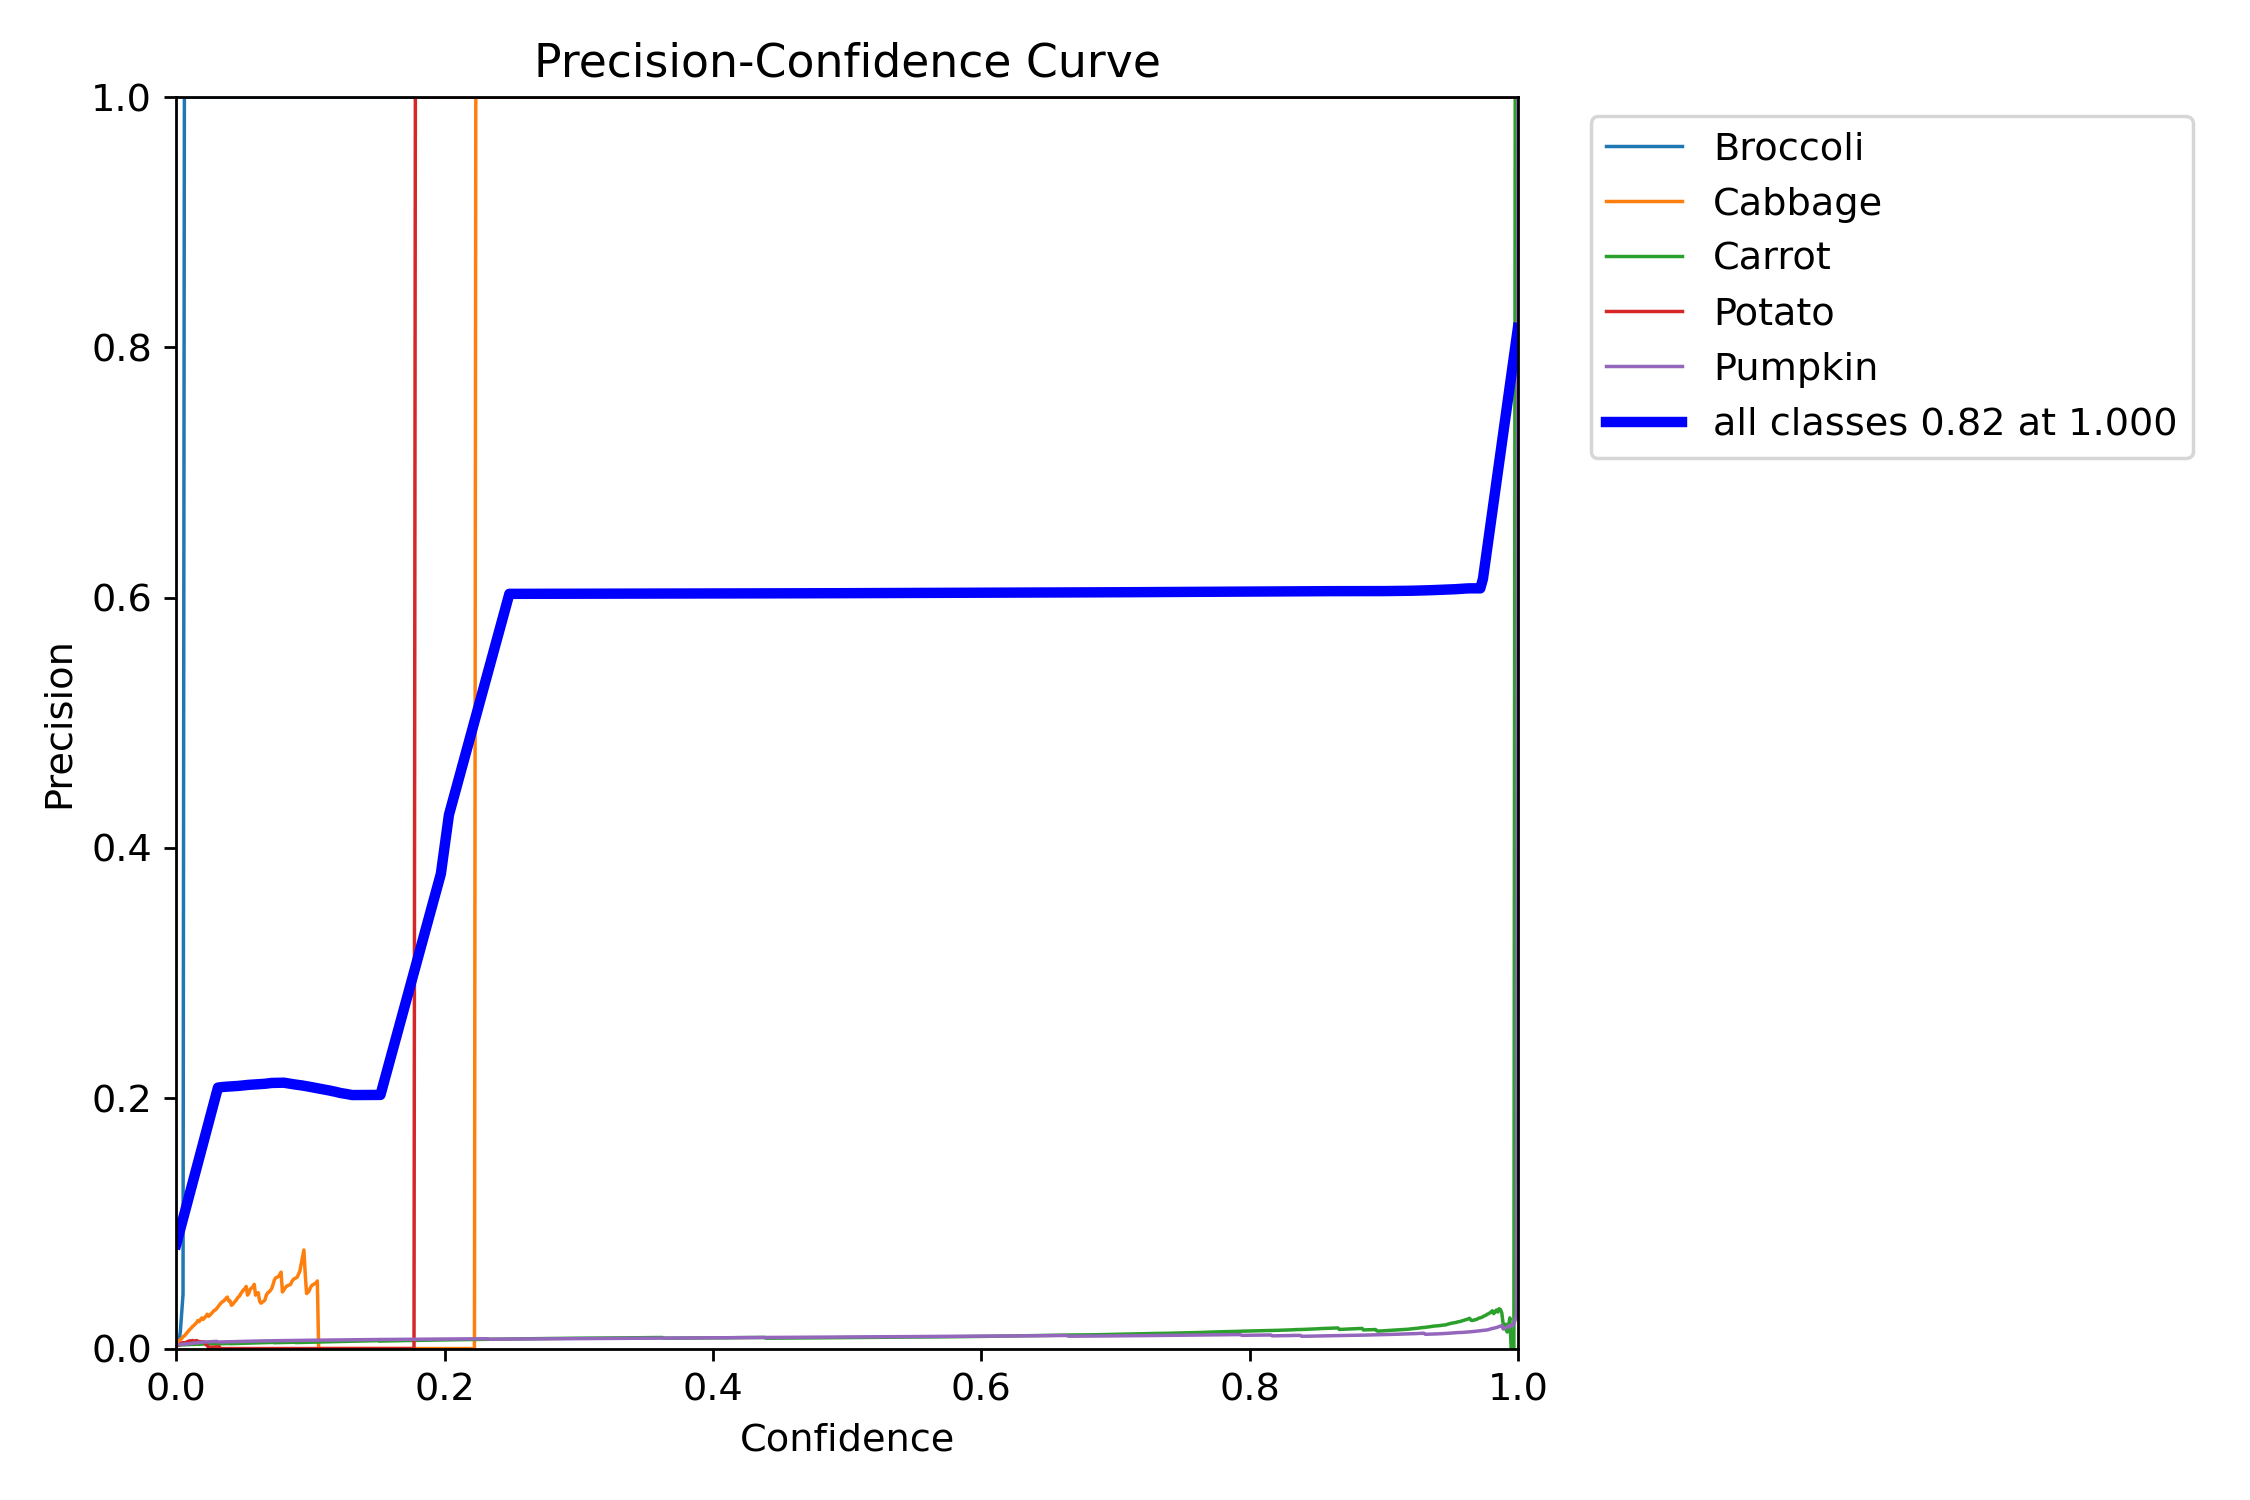 Precision-Confidence Curve
1.0
0.8
0.6
0.4
0.2
0.0
Precision
0.0 0.2 0.4 0.6 0.8 1.0
Confidence
Broccoli
Cabbage
Carrot
Potato
Pumpkin
all classes 0.82 at 1.000